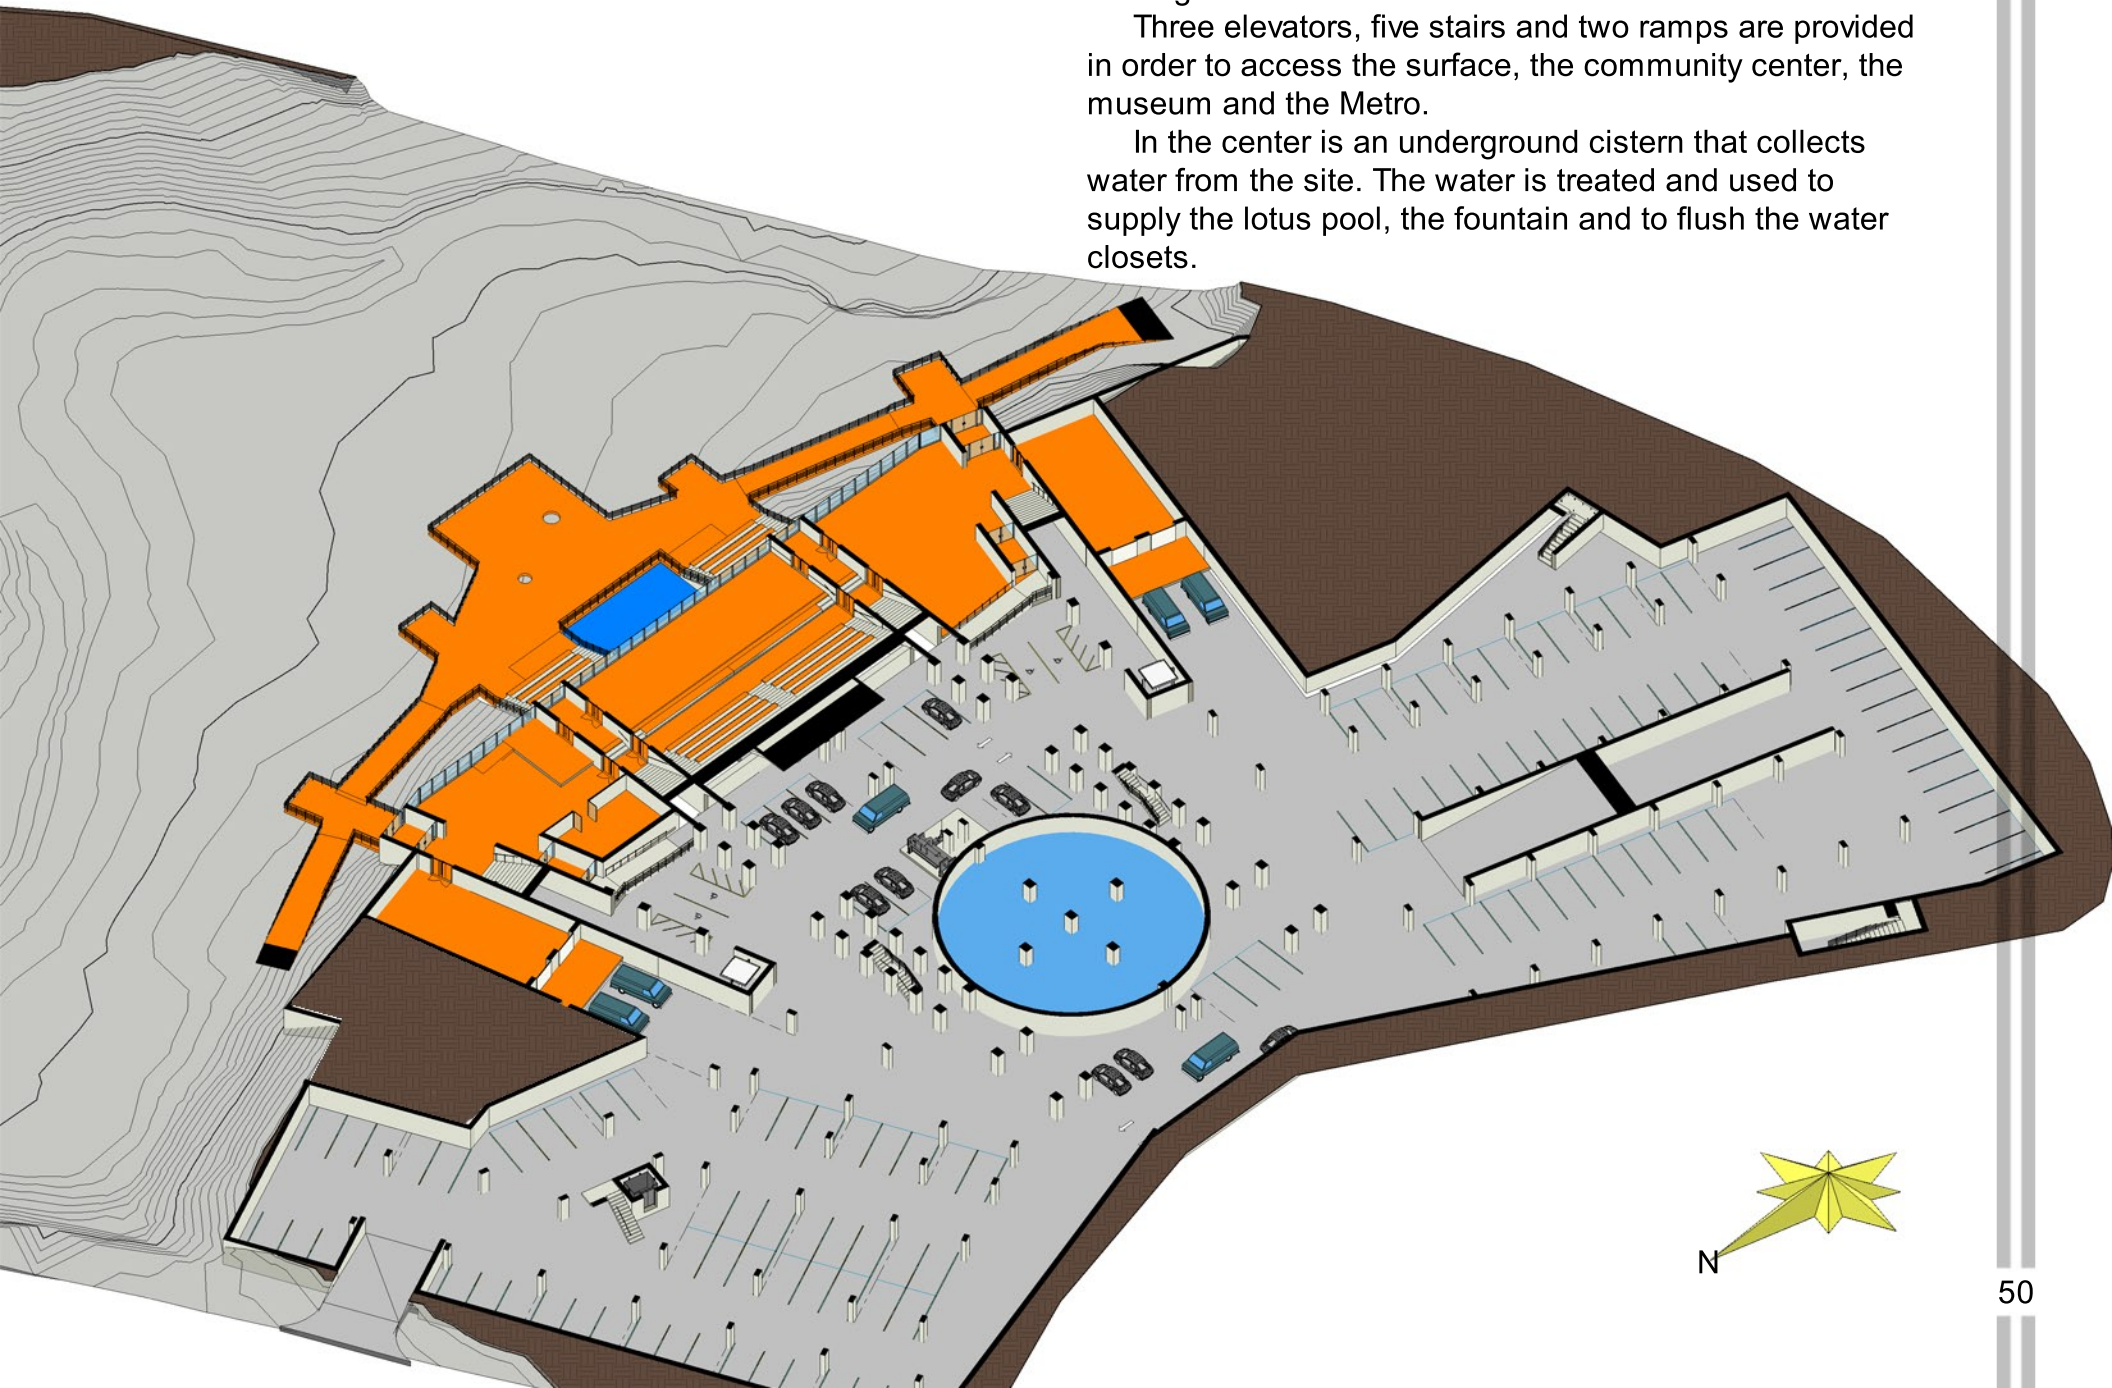 Three elevators, five stairs and two ramps are provided
in order to access the surface, the community center, the
museum and the Metro.
In the center is an underground cistern that collects
water from the site. The water is treated and used to
supply the lotus pool, the fountain and to flush the water
closets.
N
50